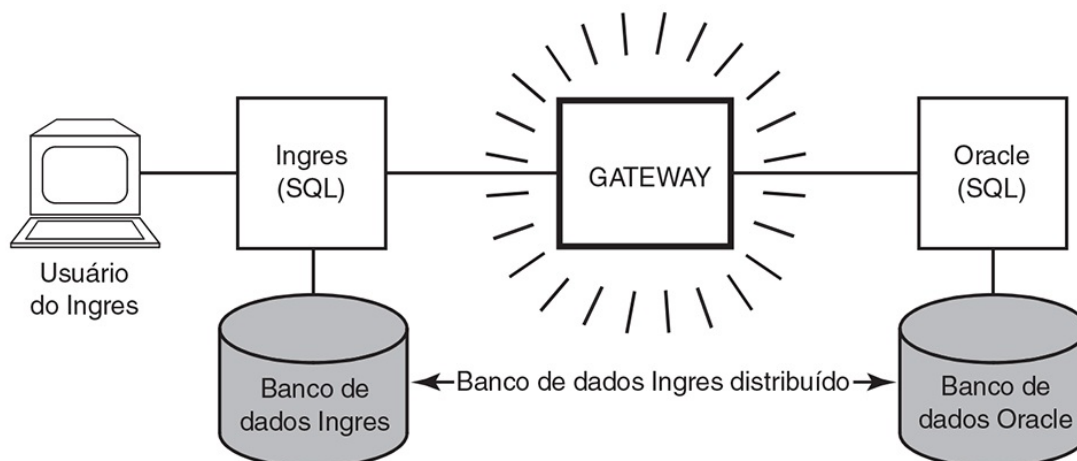 Ingres
(SQL)
GATEWAY
Oracle
(SQL)
Usuário
do Ingres
Banco de
dados Ingres
Banco de dados Ingres distribuído
Banco de
dados Oracle